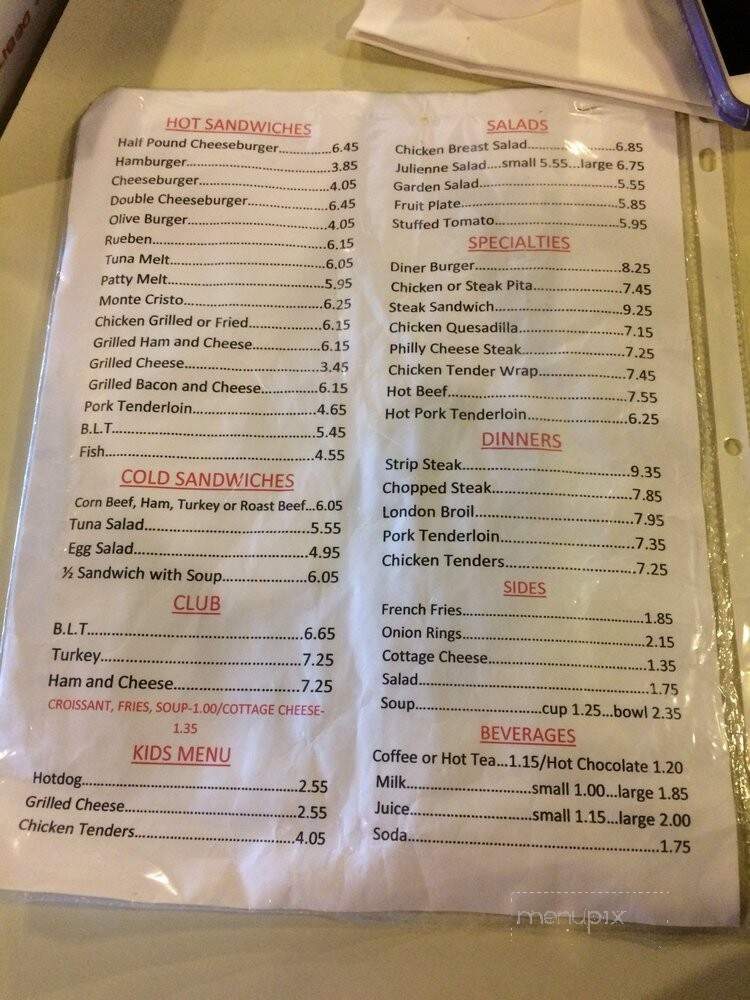 HOT SANDWICHES
Half Pound Cheeseburger..............6.45
Hamburger.....................................3.85
Cheeseburger.................................4.05
Double Cheeseburger.....................6.45
Olive Burger...................................4.05
Rueben...........................................6.15
Tuna Melt.......................................6.05
Patty Melt.......................................5.95
Monte Cristo...................................6.25
Chicken Grilled or Fried..................6.15
Grilled Ham and Cheese.................6.15
Grilled Cheese................................3.45
Grilled Bacon and Cheese..............6.15
Pork Tenderloin..............................4.65
B.L.T...............................................5.45
Fish.................................................4.55
COLD SANDWICHES
Corn Beef, Ham, Turkey or Roast Beef...6.05
Tuna Salad......................................5.55
Egg Salad........................................4.95
½ Sandwich with Soup....................6.05
CLUB
B.L.T................................................6.65
Turkey.............................................7.25
Ham and Cheese.............................7.25
CROISSANT, FRIES, SOUP-1.00/COTTAGE CHEESE-
1.35
KIDS MENU
Hotdog............................................2.55
Grilled Cheese.................................2.55
Chicken Tenders..............................4.05
SALADS
Chicken Breast Salad......................6.85
Julienne Salad....small 5.55...large 6.75
Garden Salad...................................5.55
Fruit Plate........................................5.85
Stuffed Tomato................................5.95
SPECIALTIES
Diner Burger....................................8.25
Chicken or Steak Pita......................7.45
Steak Sandwich...............................9.25
Chicken Quesadilla.........................7.15
Philly Cheese Steak.........................7.25
Chicken Tender Wrap......................7.45
Hot Beef..........................................7.55
Hot Pork Tenderloin.........................6.25
DINNERS
Strip Steak.......................................9.35
Chopped Steak................................7.85
London Broil....................................7.95
Pork Tenderloin...............................7.35
Chicken Tenders..............................7.25
SIDES
French Fries.....................................1.85
Onion Rings.....................................2.15
Cottage Cheese................................1.35
Salad................................................1.75
Soup............................cup 1.25...bowl 2.35
BEVERAGES
Coffee or Hot Tea...1.15/Hot Chocolate 1.20
Milk............................small 1.00...large 1.85
Juice...........................small 1.15...large 2.00
Soda.................................................1.75
menupix